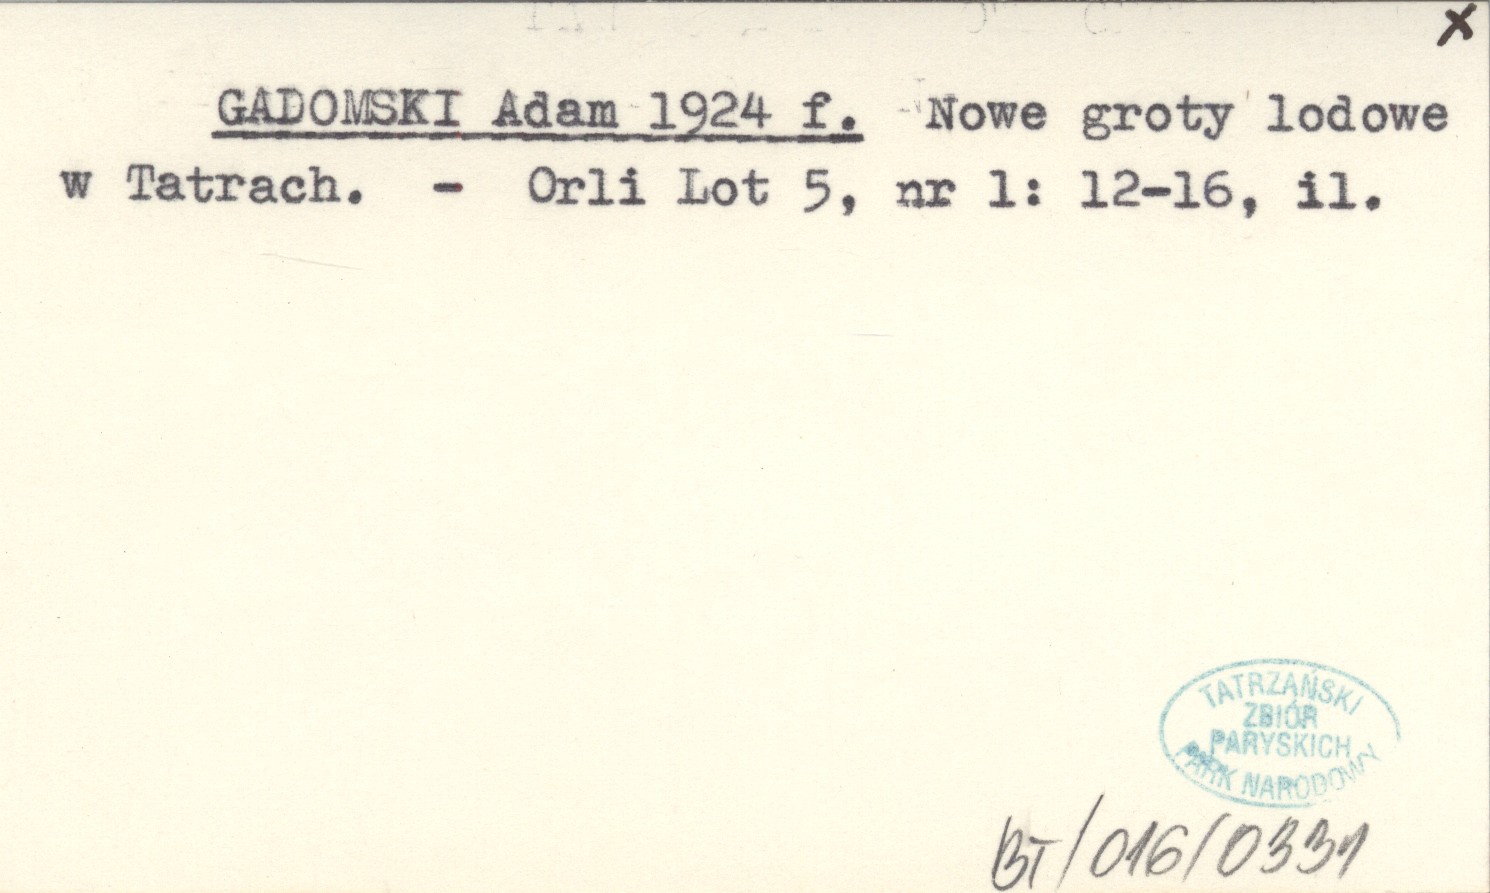 x
GADOMSKI Adam 1924 f. Nowe groty lodowe
w Tatrach. - Orli Lot 5, nr 1: 12-16, il.
TATRZAŃSKI
ZBIÓR
PARYSKICH
PARK NARODOWY
BT/016/0331